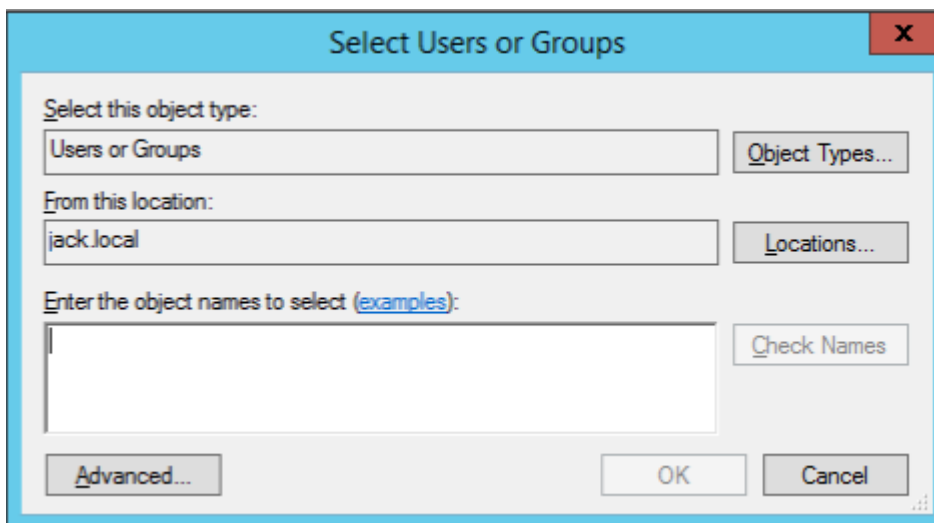 Select Users or Groups
x
Select this object type:
Users or Groups
Object Types...
From this location:
jack.local
Locations...
Enter the object names to select (examples):
Check Names
Advanced...
OK
Cancel